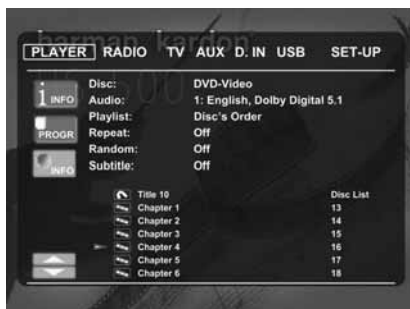 harman kardon
PLAYER RADIO TV AUX D. IN USB SET-UP
i INFO
PROGR
INFO
Disc: DVD-Video
Audio: 1: English, Dolby Digital 5.1
Playlist: Disc's Order
Repeat: Off
Random: Off
Subtitle: Off
Title 10 Disc List
Chapter 1 13
Chapter 2 14
Chapter 3 15
Chapter 4 16
Chapter 5 17
Chapter 6 18